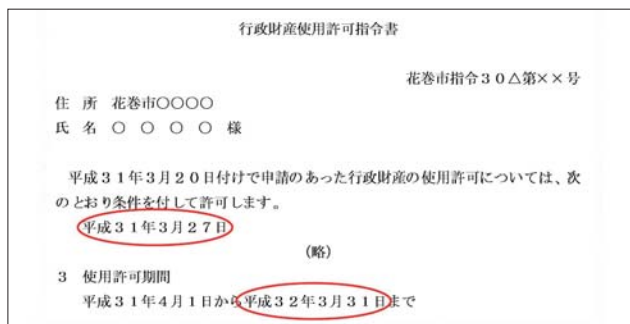 行政財産使用許可指令書
花巻市指令３０△第××号
住　所　花巻市〇〇〇〇
氏　名　〇　〇　〇　〇　様
平成３１年３月２０日付けで申請のあった行政財産の使用許可については、次
のとおり条件を付して許可します。
平成３１年３月２７日
(略)
３　使用許可期間
平成３１年４月１日から平成３２年３月３１日まで